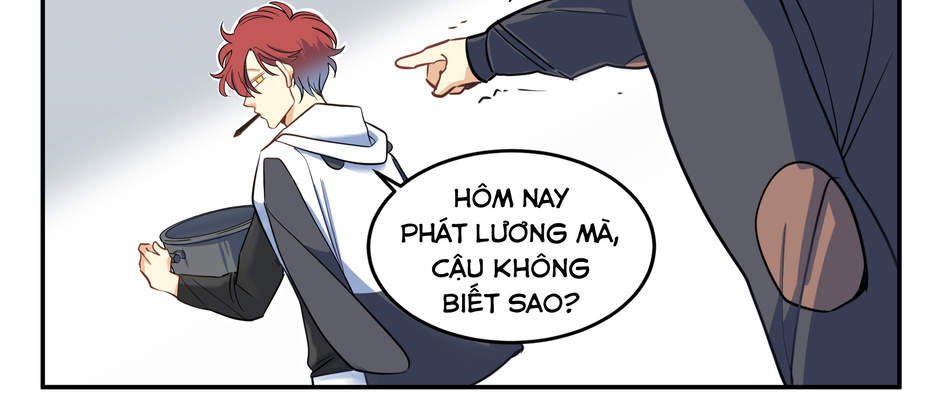 HÔM NAY
PHÁT LƯƠNG MÀ,
CẬU KHÔNG
BIẾT SAO?